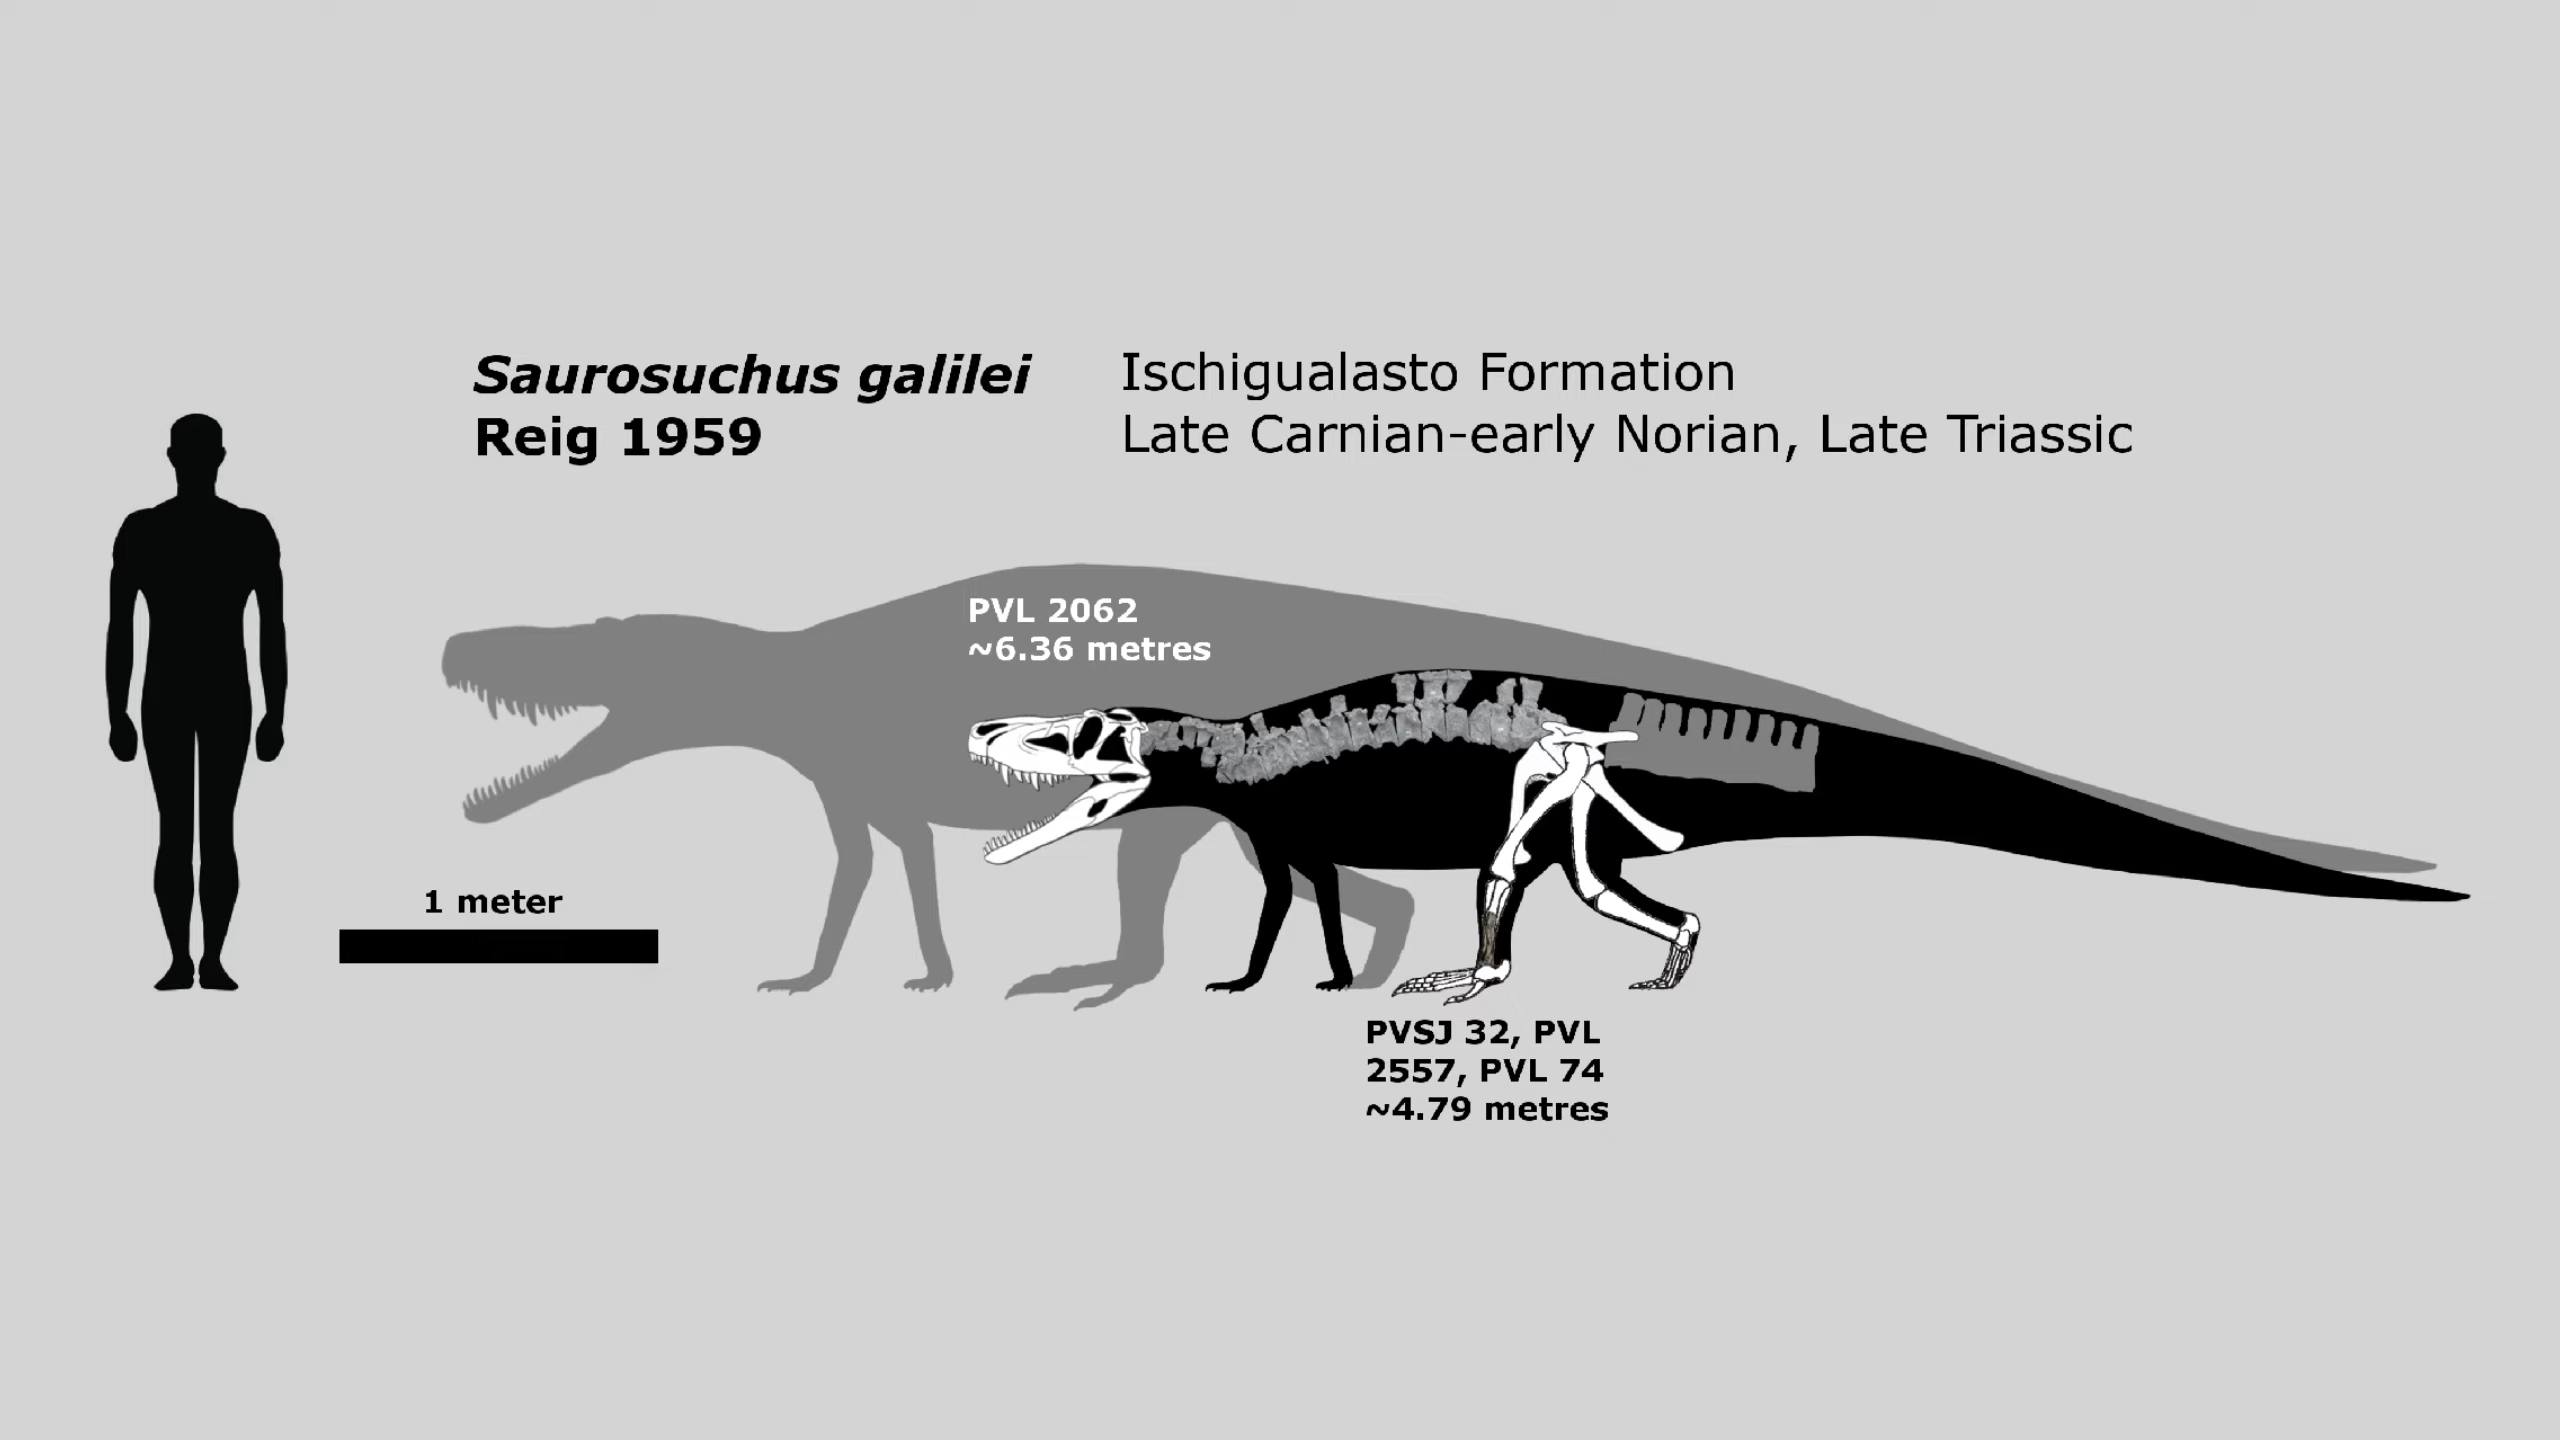 Saurosuchus galilei
Reig 1959
Ischigualasto Formation
Late Carnian-early Norian, Late Triassic
PVL 2062
~6.36 metres
1 meter
PVSJ 32, PVL
2557, PVL 74
~4.79 metres